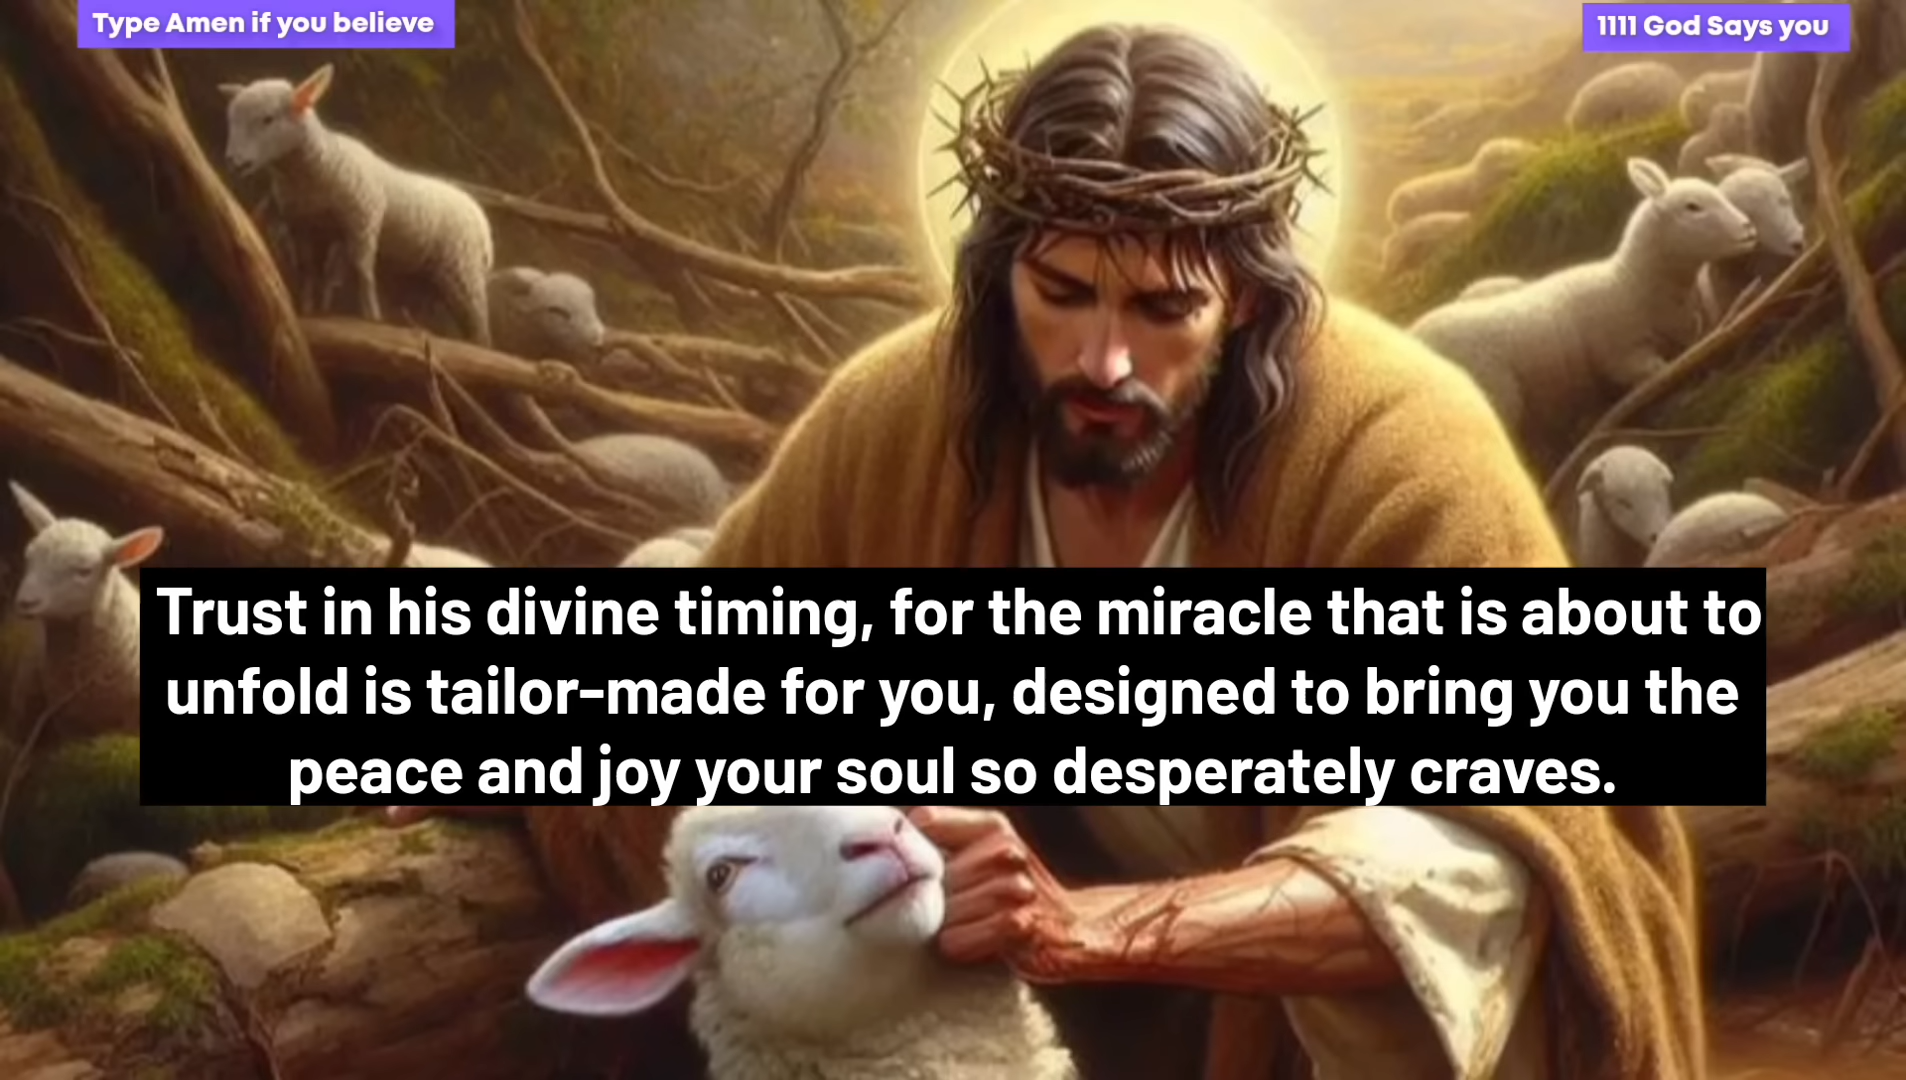 Type Amen if you believe
1111 God Says you
Trust in his divine timing, for the miracle that is about to
unfold is tailor-made for you, designed to bring you the
peace and joy your soul so desperately craves.